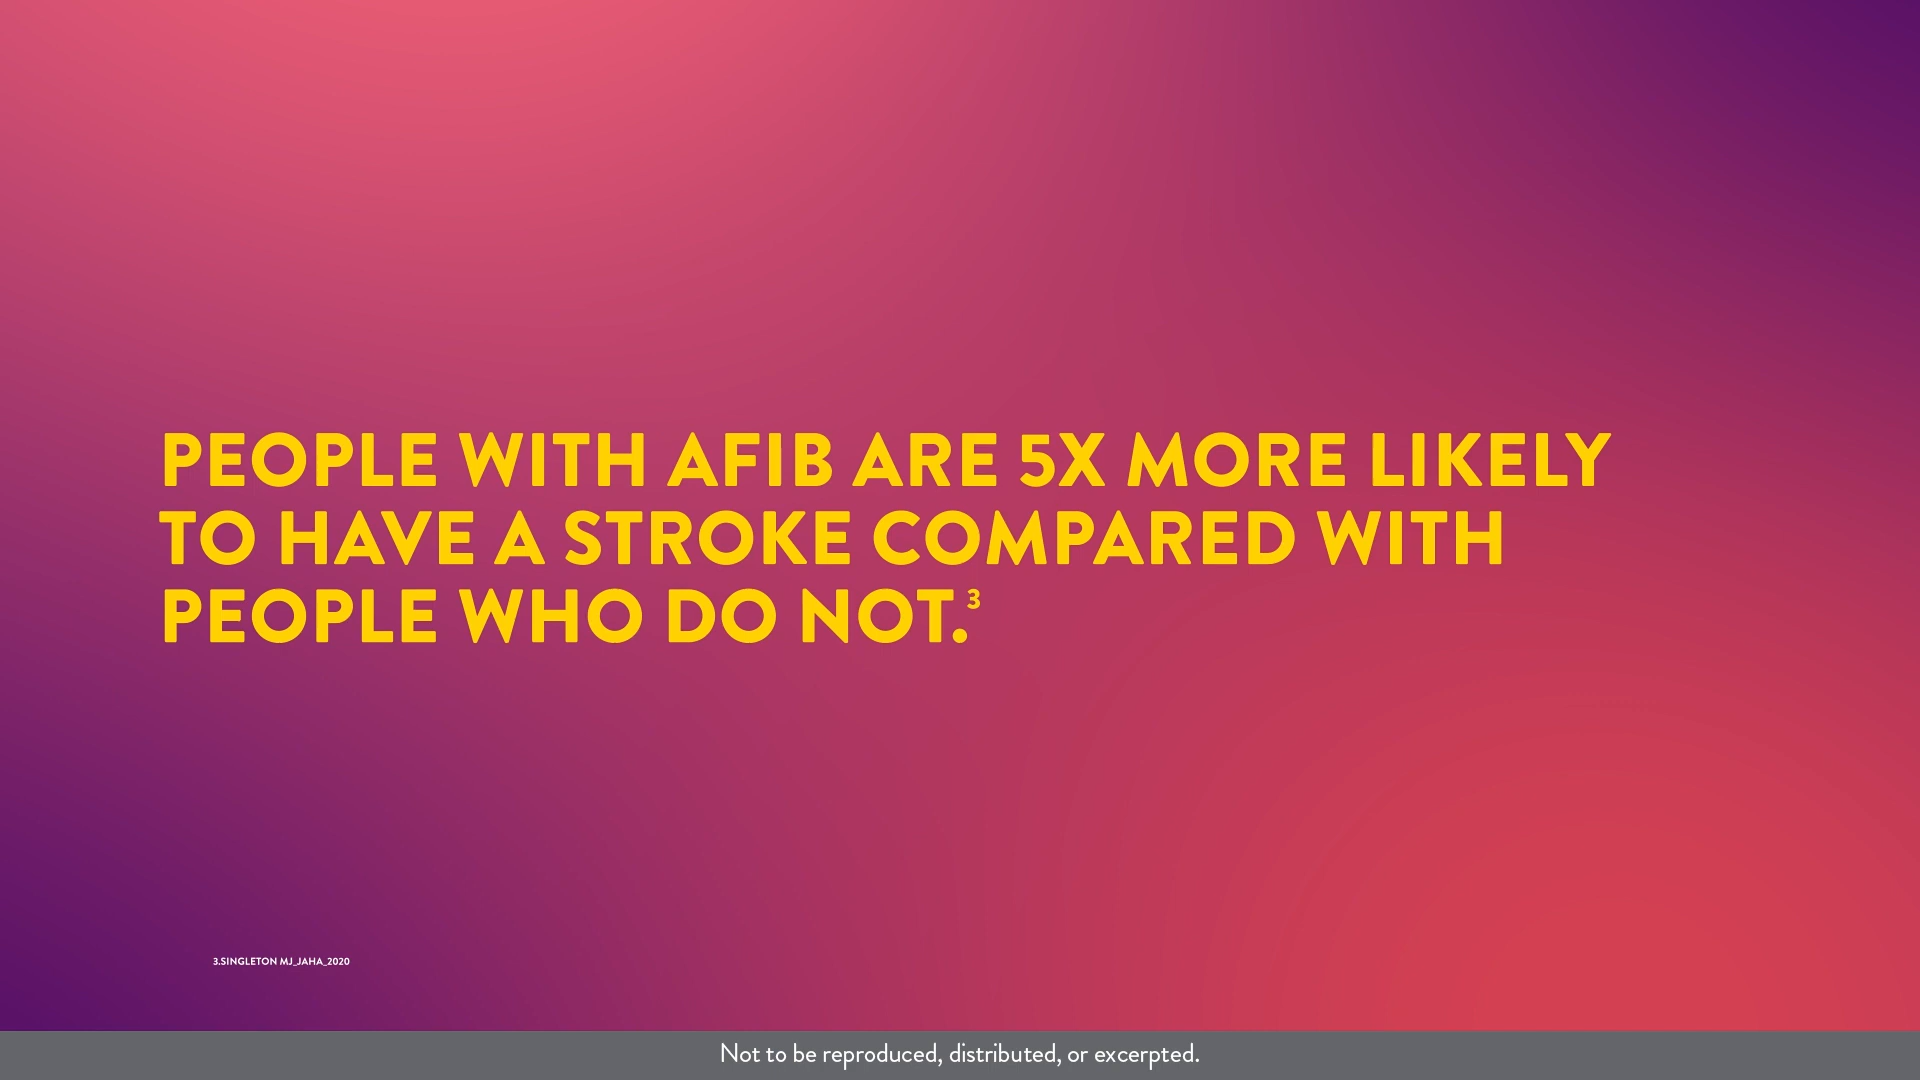 PEOPLE WITH AFIB ARE 5X MORE LIKELY
TO HAVE A STROKE COMPARED WITH
PEOPLE WHO DO NOT.³
3.SINGLETON MJ_JAHA_2020
Not to be reproduced, distributed, or excerpted.